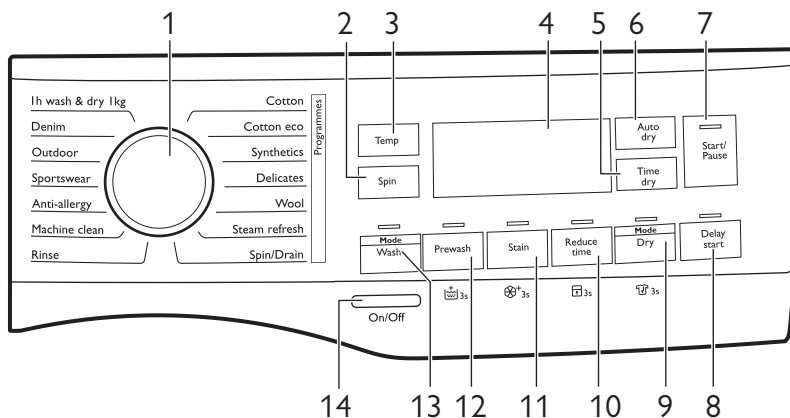 1
2
3
4
5
6
7
1h wash & dry 1kg
Denim
Outdoor
Sportswear
Anti-allergy
Machine clean
Rinse
Cotton
Cotton eco
Synthetics
Delicates
Wool
Steam refresh
Spin/Drain
Programmes
Temp
Spin
Auto
dry
Time
dry
Start/
Pause
Mode
Wash
Prewash
Stain
Reduce
time
Mode
Dry
Delay
start
3s
3s
3s
3s
On/Off
14
13
12
11
10
9
8